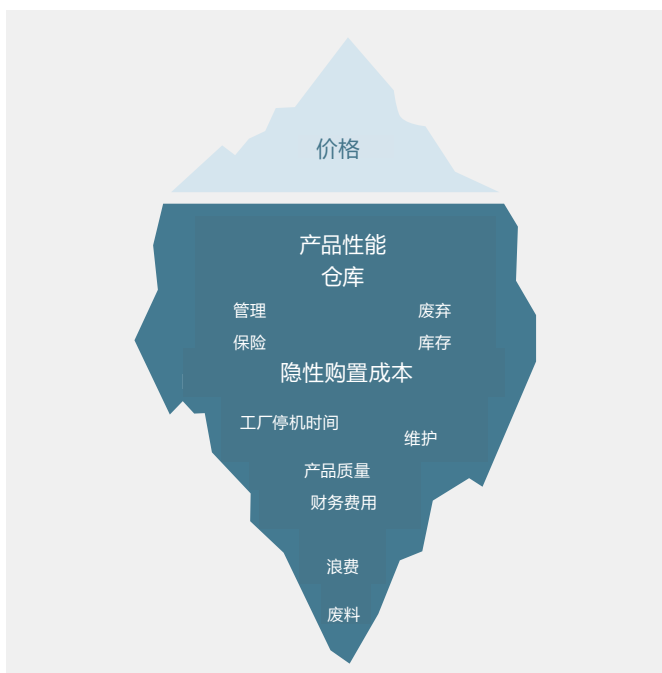 价格
产品性能
仓库
管理
废弃
保险
库存
隐性购置成本
工厂停机时间
维护
产品质量
财务费用
浪费
废料